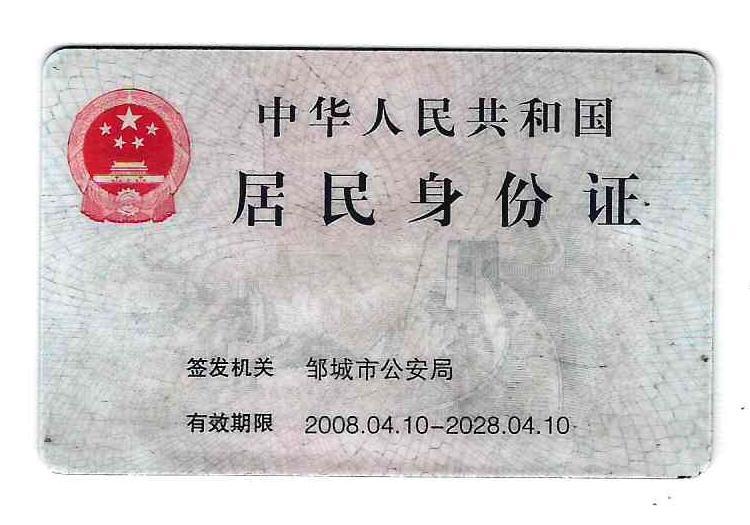 中华人民共和国
居民身份证
签发机关 邹城市公安局
有效期限 2008.04.10-2028.04.10